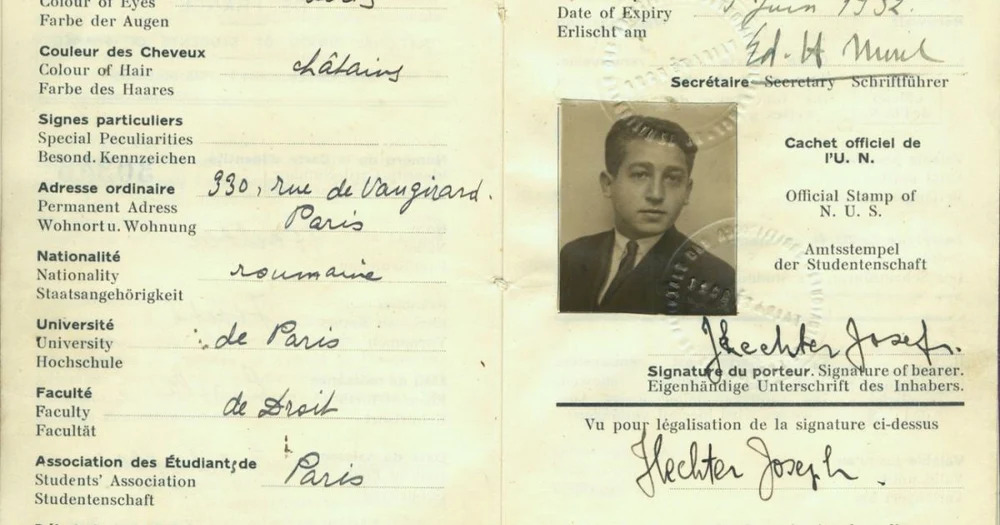 Colour of Eyes
Farbe der Augen
Couleur des Cheveux
Colour of Hair châtains
Farbe des Haares
Signes particuliers
Special Peculiarities
Besond. Kennzeichen
Adresse ordinaire 330, rue de Vaugirard.
Permanent Adress Paris
Wohnort u. Wohnung
Nationalité
Nationality roumaine
Staatsangehörigkeit
Université
University de Paris
Hochschule
Faculté
Faculty de Droit
Facultät
Association des Étudiants de
Students' Association Paris
Studentenschaft
Date of Expiry Juin 1932.
Erlischt am
Ed. H
Secrétaire Secretary Schriftführer
Cachet officiel de
l'U. N.
Official Stamp of
N. U. S.
Amtsstempel
der Studentenschaft
Hechter Josef.
Signature du porteur. Signature of bearer.
Eigenhändige Unterschrift des Inhabers.
Vu pour légalisation de la signature ci-dessus
Hechter Joseph.